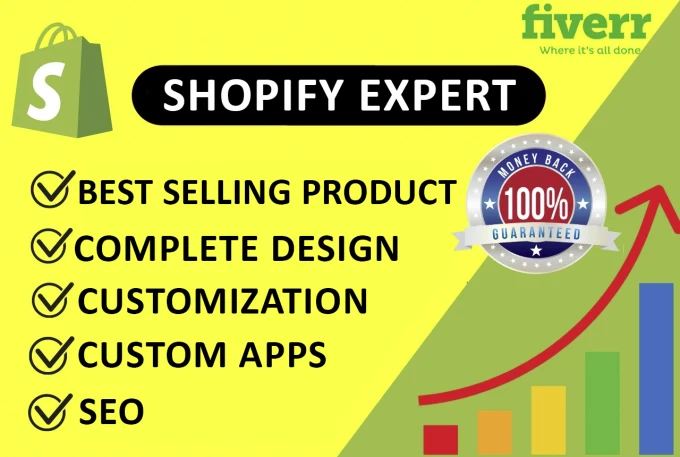 fiverr
Where it's all done
S
SHOPIFY EXPERT
BEST SELLING PRODUCT
COMPLETE DESIGN
CUSTOMIZATION
CUSTOM APPS
SEO
MONEY BACK
100%
GUARANTEED